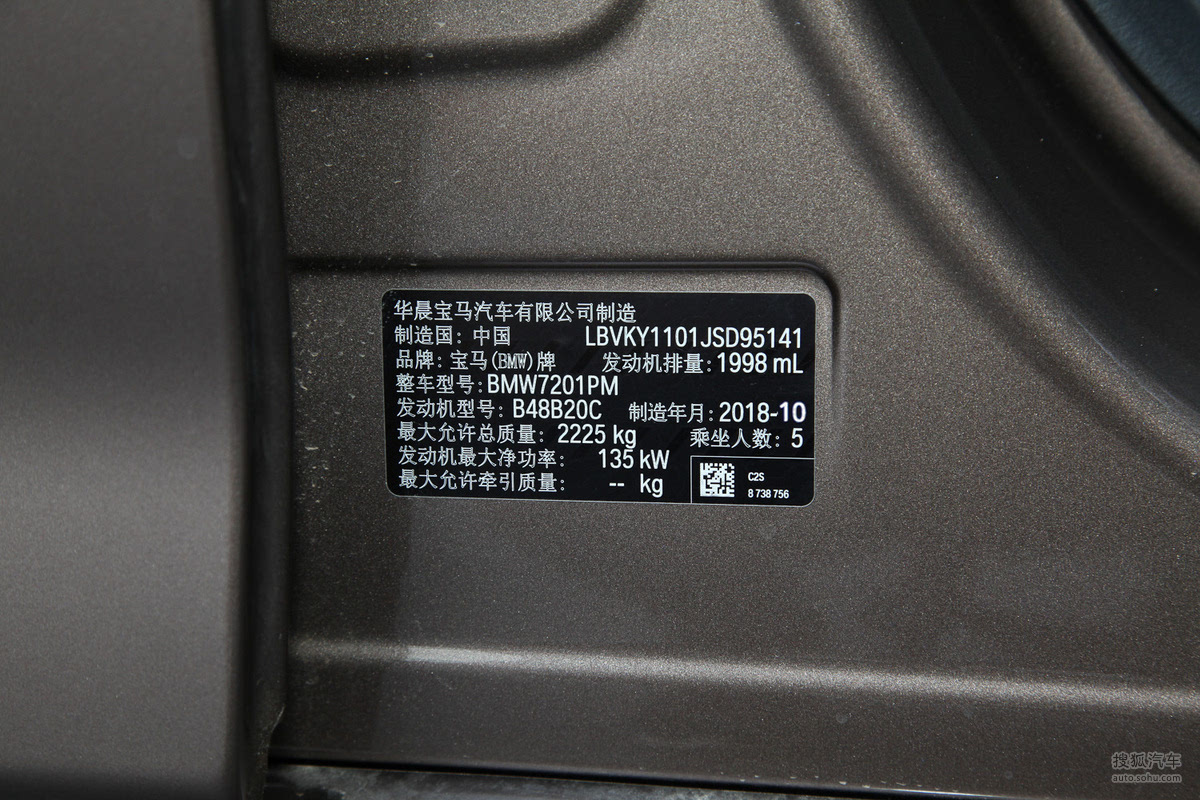 华晨宝马汽车有限公司制造
制造国：中国 LBVKY1101JSD95141
品牌：宝马(BMW)牌 发动机排量：1998 mL
整车型号：BMW7201PM
发动机型号：B48B20C 制造年月：2018-10
最大允许总质量：2225 kg 乘坐人数：5
发动机最大净功率： 135 kW
最大允许牵引质量： -- kg
C2S
8 738 756
搜狐汽车
auto.sohu.com